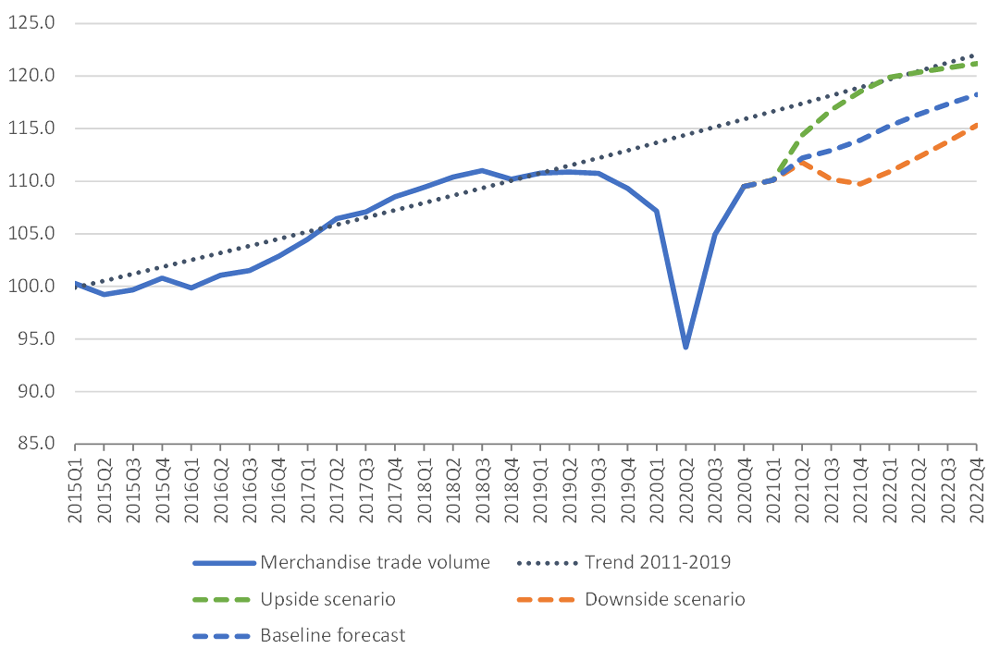 125.0
120.0
115.0
110.0
105.0
100.0
95.0
90.0
85.0
2015Q1
2015Q2
2015Q3
2015Q4
2016Q1
2016Q2
2016Q3
2016Q4
2017Q1
2017Q2
2017Q3
2017Q4
2018Q1
2018Q2
2018Q3
2018Q4
2019Q1
2019Q2
2019Q3
2019Q4
2020Q1
2020Q2
2020Q3
2020Q4
2021Q1
2021Q2
2021Q3
2021Q4
2022Q1
2022Q2
2022Q3
2022Q4
Merchandise trade volume
Trend 2011-2019
Upside scenario
Downside scenario
Baseline forecast